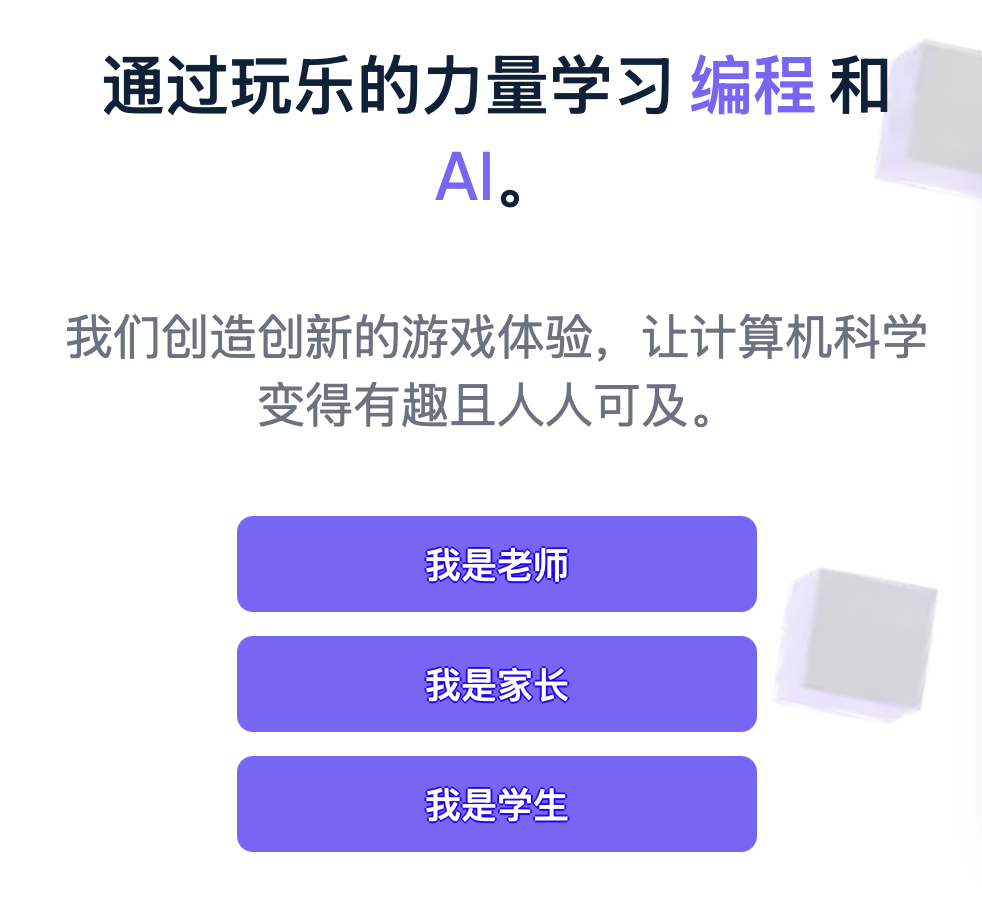 通过玩乐的力量学习 编程 和
AI。
我们创造创新的游戏体验，让计算机科学
变得有趣且人人可及。
我是老师
我是家长
我是学生